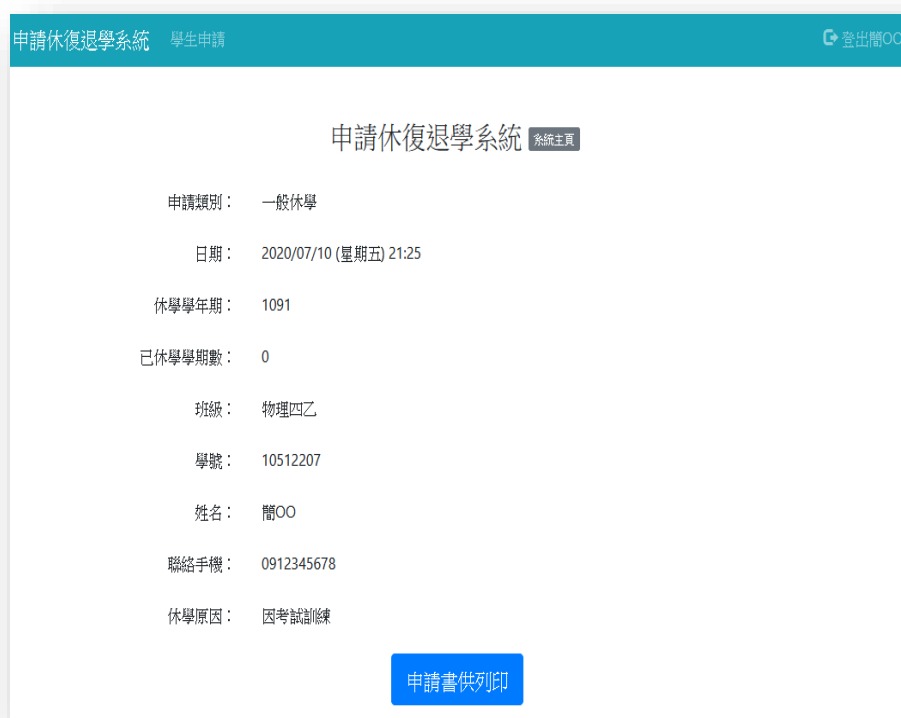 申請休復退學系統 學生申請 登出簡OO
申請休復退學系統 系統主頁
申請類別： 一般休學
日期： 2020/07/10 (星期五) 21:25
休學學年期： 1091
已休學學期數： 0
班級： 物理四乙
學號： 10512207
姓名： 簡OO
聯絡手機： 0912345678
休學原因： 因考試訓練
申請書供列印